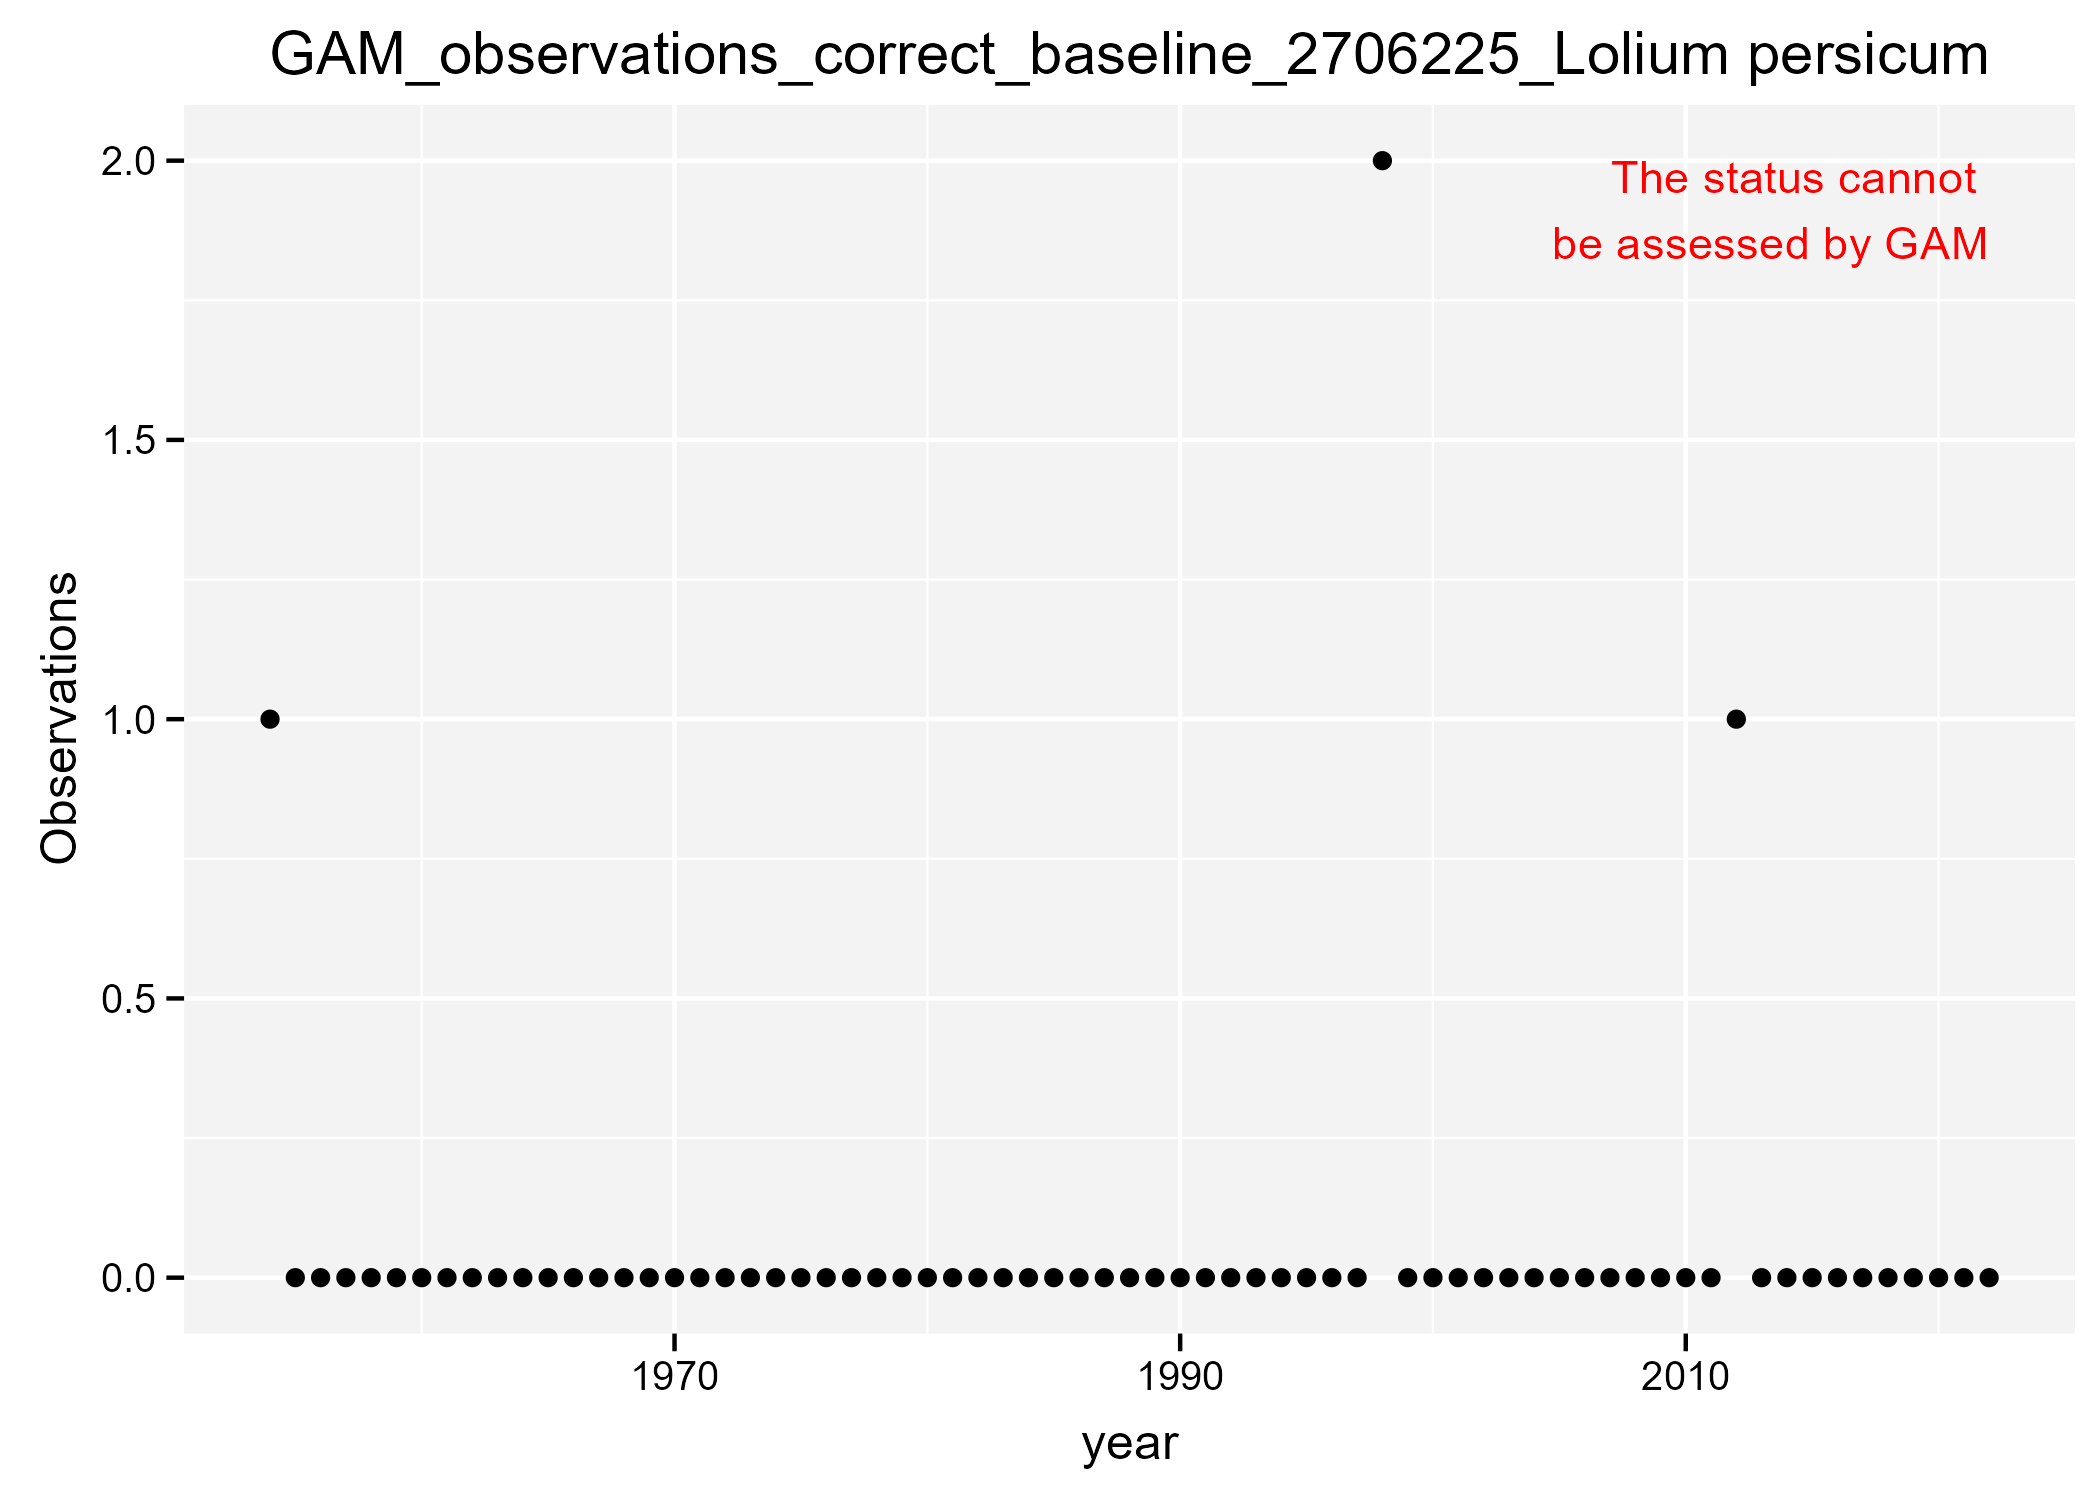 GAM_observations_correct_baseline_2706225_Lolium persicum
The status cannot
be assessed by GAM
Observations
2.0
1.5
1.0
0.5
0.0
1970
1990
2010
year